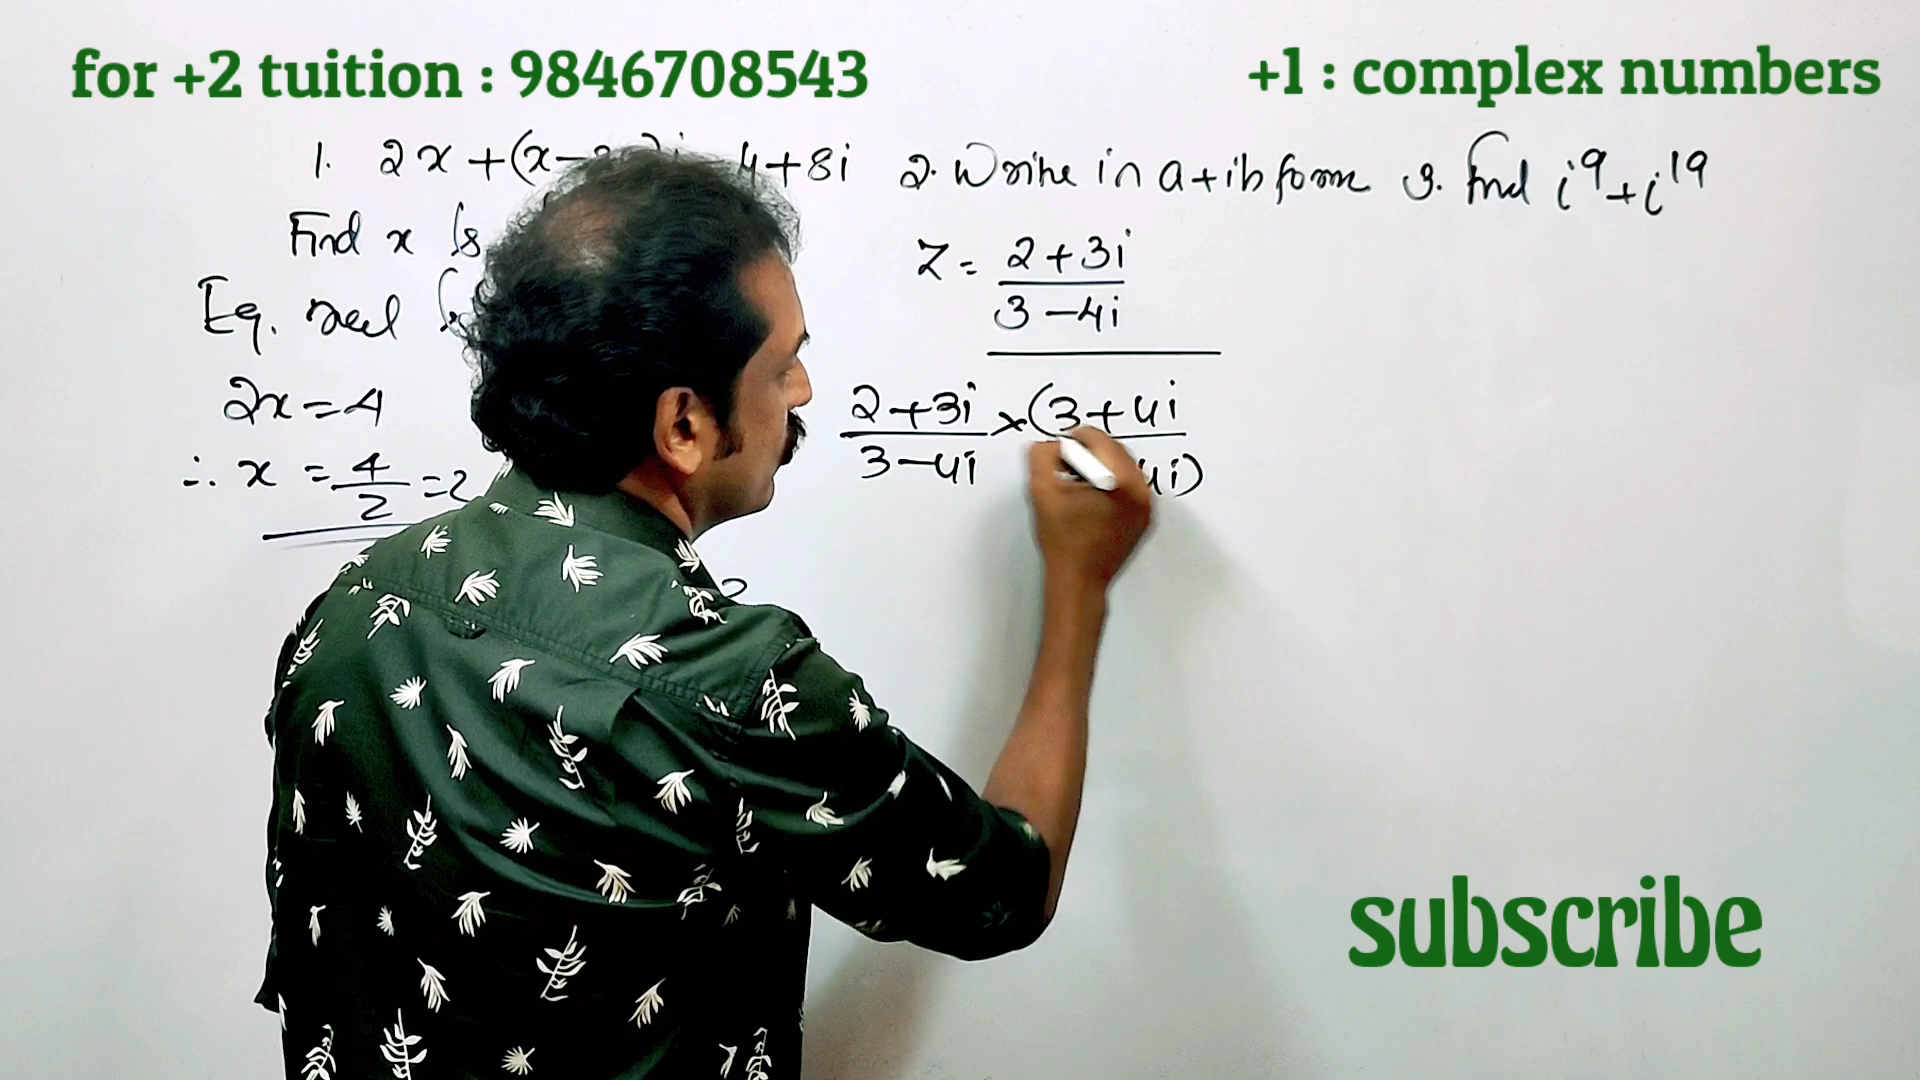 for +2 tuition : 9846708543
+1 : complex numbers
1. 2x+(x- 4+8i
Find x
Eq. real
2x=4
∴ x = 4/2 =2
2. Write in a+ib form
Z = 2+3i / 3-4i
2+3i / 3-4i × (3+4i / 4i)
3. Find i⁹+i¹⁹
subscribe